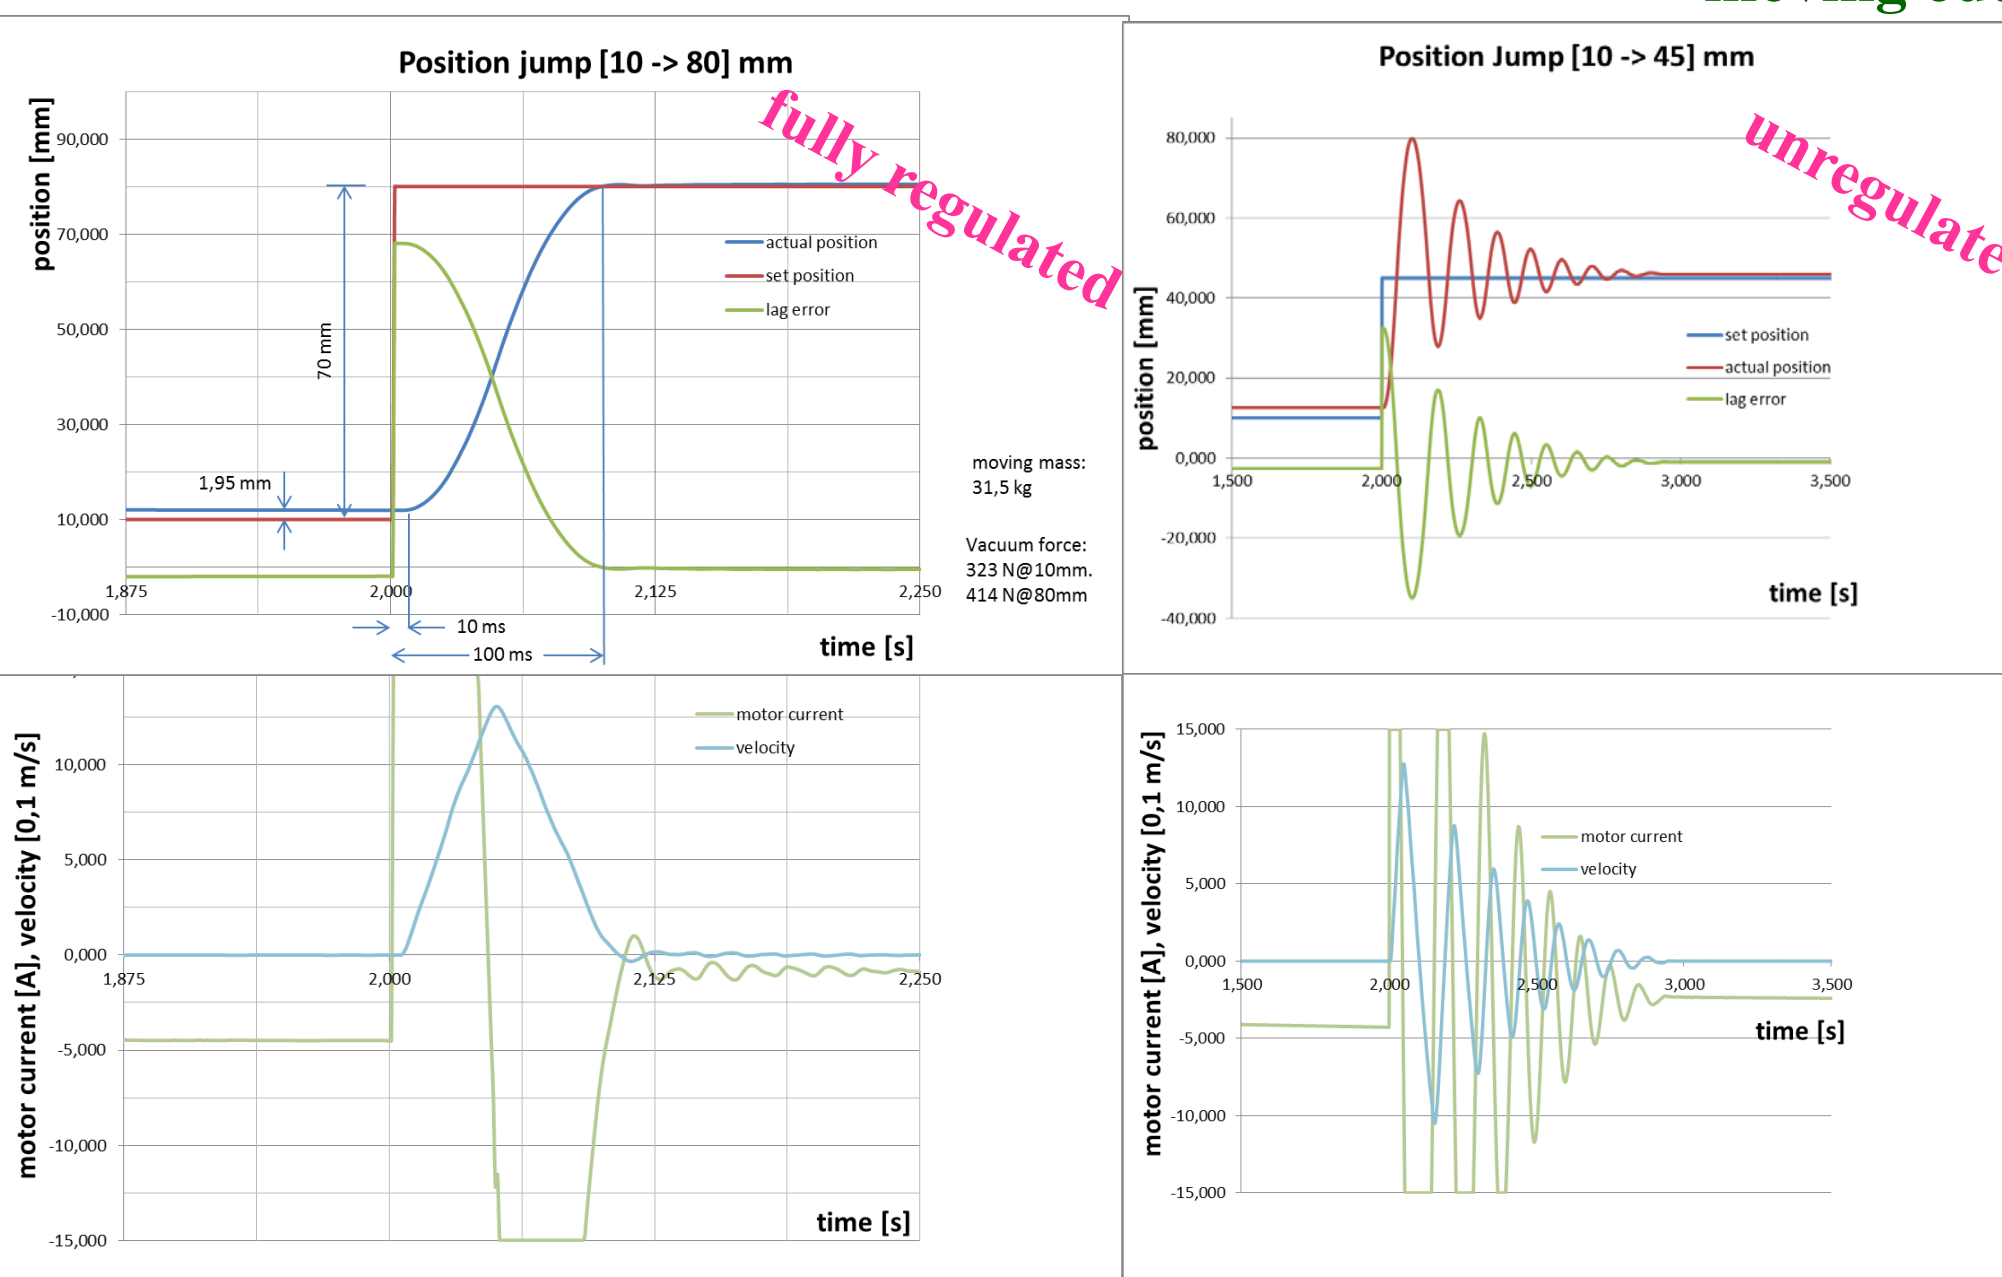 Position jump [10 -> 80] mm
fully regulated
position [mm]
90,000
70,000
50,000
30,000
10,000
-10,000
actual position
set position
lag error
70 mm
1,95 mm
1,875
2,000
2,125
2,250
10 ms
100 ms
time [s]
moving mass:
31,5 kg
Vacuum force:
323 N@10mm.
414 N@80mm
Position Jump [10 -> 45] mm
position [mm]
80,000
60,000
40,000
20,000
0,000
-20,000
-40,000
set position
actual position
lag error
1,500
2,000
2,500
3,000
3,500
time [s]
motor current [A], velocity [0,1 m/s]
10,000
5,000
0,000
-5,000
-10,000
-15,000
motor current
velocity
1,875
2,000
2,125
2,250
time [s]
motor current [A], velocity [0,1 m/s]
15,000
10,000
5,000
0,000
-5,000
-10,000
-15,000
motor current
velocity
1,500
2,000
2,500
3,000
3,500
time [s]